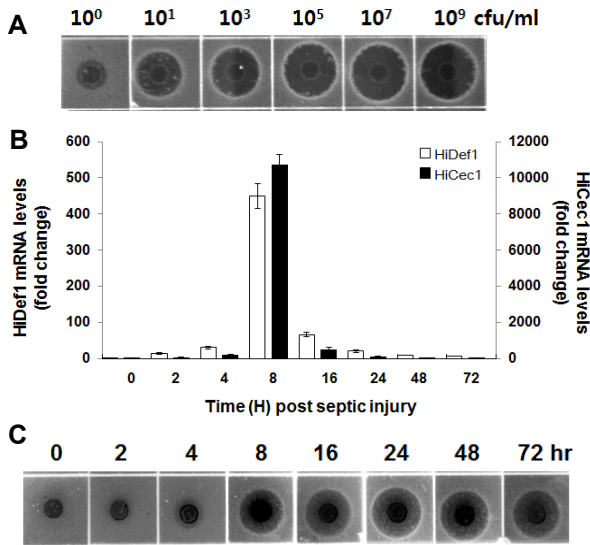 A
10⁰ 10¹ 10³ 10⁵ 10⁷ 10⁹ cfu/ml
B
600 12000
500 10000
400 8000
300 6000
200 4000
100 2000
0 0
HiDef1 mRNA levels
(fold change)
HiDef1
HiCec1
HiCec1 mRNA levels
(fold change)
0 2 4 8 16 24 48 72
Time (H) post septic injury
C
0 2 4 8 16 24 48 72 hr